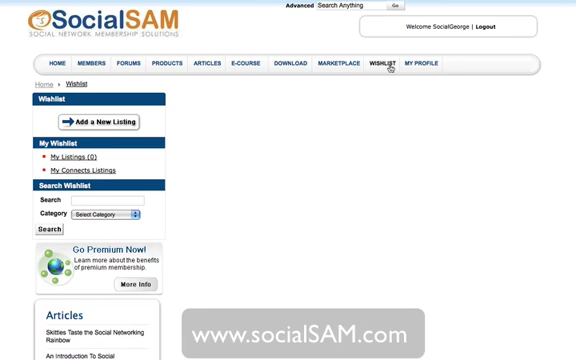 Advanced Search Anything Go
SocialSAM
SOCIAL NETWORK MEMBERSHIP SOLUTIONS
Welcome SocialGeorge | Logout
HOME MEMBERS FORUMS PRODUCTS ARTICLES E-COURSE DOWNLOAD MARKETPLACE WISHLIST MY PROFILE
Home Wishlist
Wishlist
Add a New Listing
My Wishlist
My Listings (0)
My Connects Listings
Search Wishlist
Search
Category Select Category
Search
Go Premium Now!
Learn more about the benefits
of premium membership.
More Info
Articles
Skittles Taste the Social Networking
Rainbow
An Introduction To Social
www.socialSAM.com